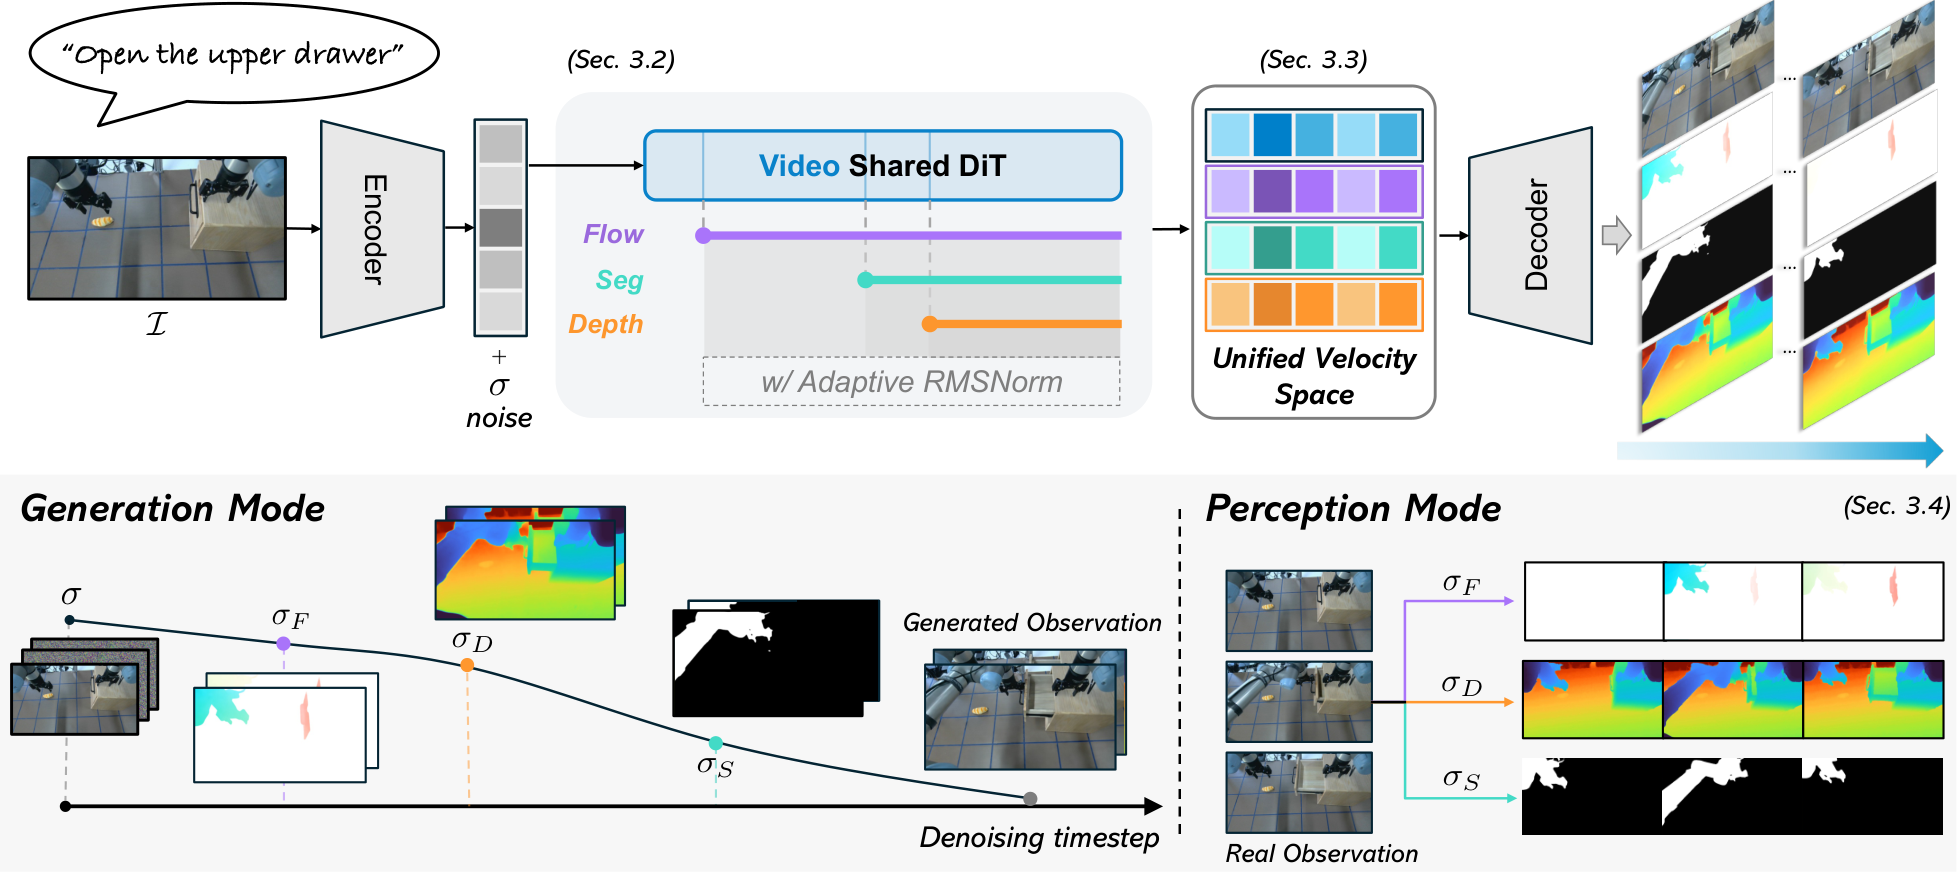 “Open the upper drawer”
(Sec. 3.2)
(Sec. 3.3)
Encoder
Video Shared DiT
Flow
Seg
Depth
w/ Adaptive RMSNorm
I
+
σ
noise
Unified Velocity
Space
Decoder
...
...
...
...
Generation Mode
σ
σ_F
σ_D
σ_S
Generated Observation
Denoising timestep
Perception Mode
(Sec. 3.4)
σ_F
σ_D
σ_S
Real Observation